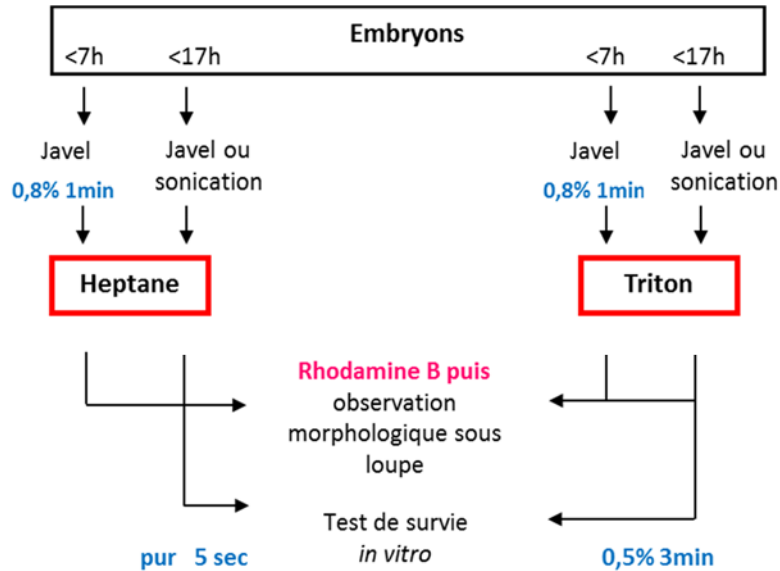 Embryons
<7h <17h <7h <17h
Javel
0,8% 1min
Javel ou
sonication
Javel
0,8% 1min
Javel ou
sonication
Heptane
Triton
Rhodamine B puis
observation
morphologique sous
loupe
Test de survie
in vitro
pur 5 sec
0,5% 3min